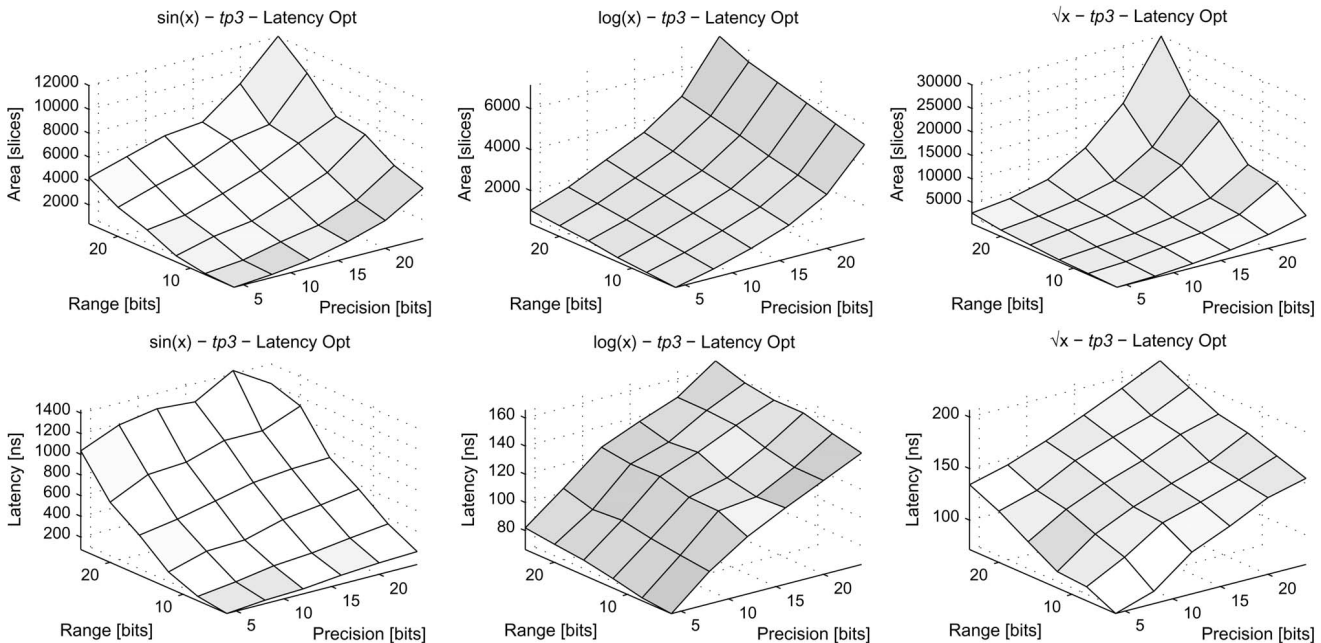 sin(x) − tp3 − Latency Opt
12000
10000
8000
6000
4000
2000
Area [slices]
20
10
Range [bits]
5
10
15
20
Precision [bits]
log(x) − tp3 − Latency Opt
6000
4000
2000
Area [slices]
20
10
Range [bits]
5
10
15
20
Precision [bits]
√x − tp3 − Latency Opt
30000
25000
20000
15000
10000
5000
Area [slices]
20
10
Range [bits]
5
10
15
20
Precision [bits]
sin(x) − tp3 − Latency Opt
1400
1200
1000
800
600
400
200
Latency [ns]
20
10
Range [bits]
5
10
15
20
Precision [bits]
log(x) − tp3 − Latency Opt
160
140
120
100
80
Latency [ns]
20
10
Range [bits]
5
10
15
20
Precision [bits]
√x − tp3 − Latency Opt
200
150
100
Latency [ns]
20
10
Range [bits]
5
10
15
20
Precision [bits]